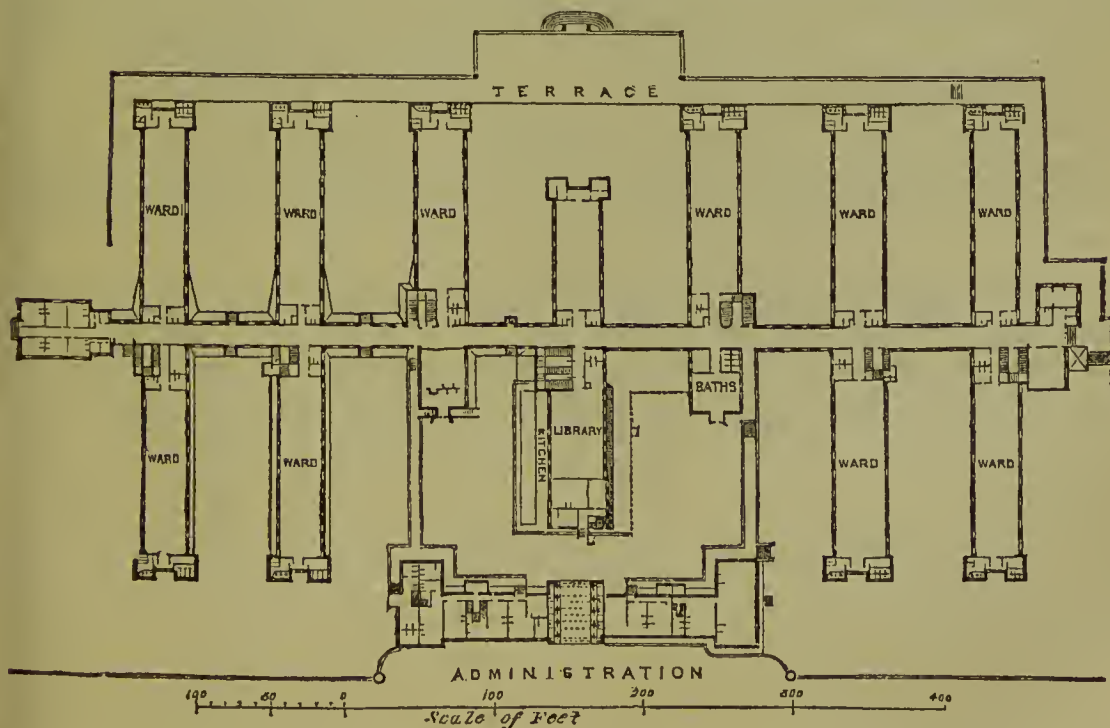 TERRACE
WARD WARD WARD WARD WARD WARD
BATHS
KITCHEN
LIBRARY
WARD WARD WARD WARD
ADMINISTRATION
100 50 0 100 200 300 400
Scale of Feet